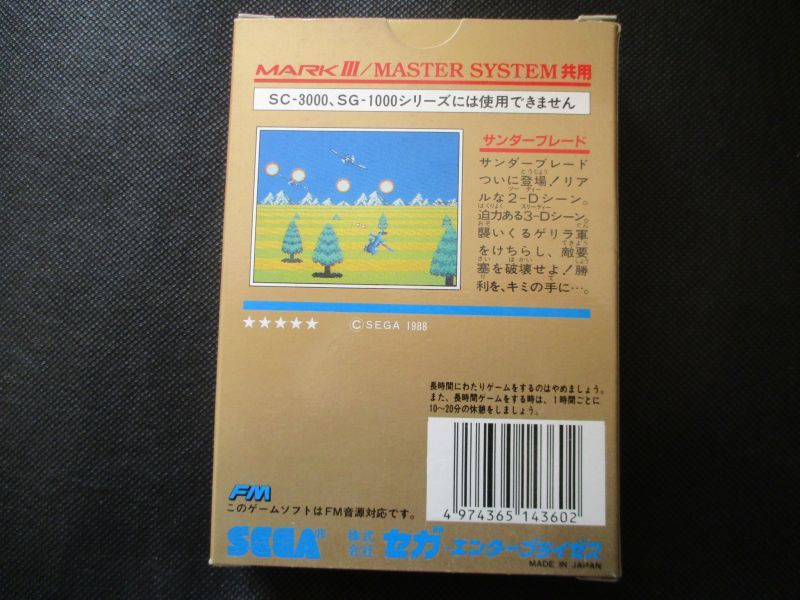 MARK III/MASTER SYSTEM共用
SC-3000、SG-1000シリーズには使用できません
サンダーブレード
サンダーブレード
ついに登場!リア
ルな2-Dシーン。
迫力ある3-Dシーン。
襲いくるゲリラ軍
をけちらし、敵要
塞を破壊せよ!勝
利を、キミの手に…。
★★★★★ ©SEGA 1988
長時間にわたりゲームをするのはやめましょう。
また、長時間ゲームをする時は、1時間ごとに
10〜20分の休憩をしましょう。
FM
このゲームソフトはFM音源対応です。
4 974365 143602
SEGA® 株式会社 セガ・エンタープライゼス
MADE IN JAPAN